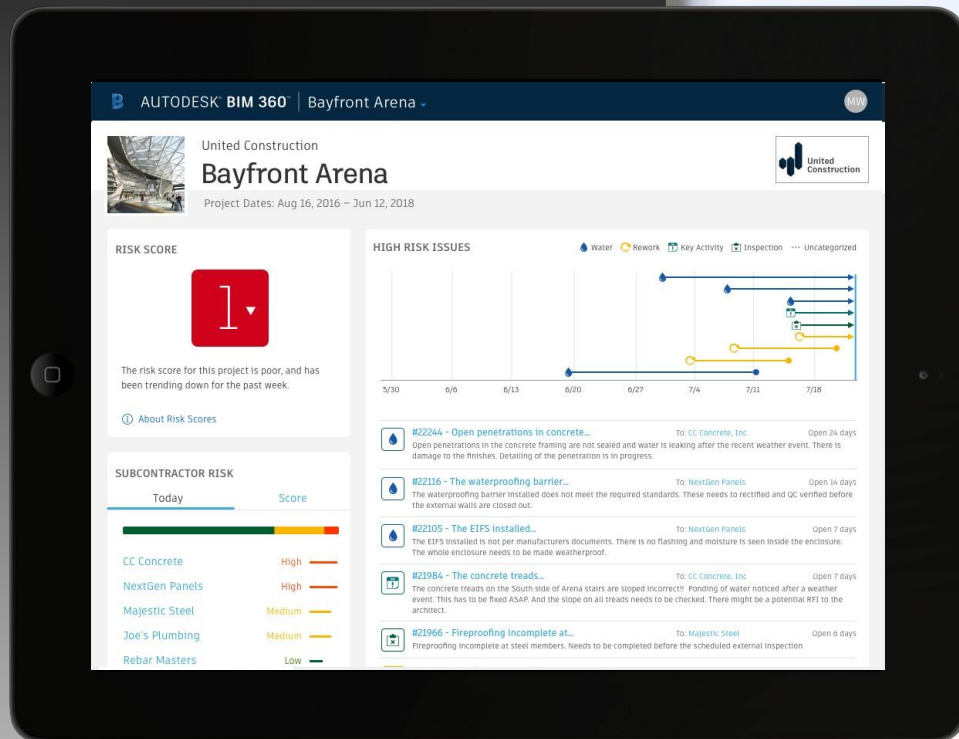 AUTODESK® BIM 360™ | Bayfront Arena
MW
United Construction
Bayfront Arena
Project Dates: Aug 16, 2016 – Jun 12, 2018
United
Construction
RISK SCORE
1
The risk score for this project is poor, and has
been trending down for the past week.
About Risk Scores
SUBCONTRACTOR RISK
Today Score
CC Concrete High
NextGen Panels High
Majestic Steel Medium
Joe's Plumbing Medium
Rebar Masters Low
HIGH RISK ISSUES
Water Rework Key Activity Inspection ··· Uncategorized
5/30 6/6 6/13 6/20 6/27 7/4 7/11 7/18
#22244 - Open penetrations in concrete... To: CC Concrete, Inc. Open 24 days
Open penetrations in the concrete framing are not sealed and water is leaking after the recent weather event. There is
damage to the finishes. Detailing of the penetration is in progress.
#22116 - The waterproofing barrier... To: NextGen Panels Open 14 days
The waterproofing barrier installed does not meet the required standards. These needs to rectified and QC verified before
the external walls are closed out.
#22105 - The EIFS installed... To: NextGen Panels Open 7 days
The EIFS installed is not per manufacturers documents. There is no flashing and moisture is seen inside the enclosure.
The whole enclosure needs to be made weatherproof.
#21984 - The concrete treads... To: CC Concrete, Inc Open 7 days
The concrete treads on the South side of Arena stairs are sloped incorrect!! Ponding of water noticed after a weather
event. This has to be fixed ASAP. And the slope on all treads needs to be checked. There might be a potential RFI to the
architect.
#21966 - Fireproofing incomplete at... To: Majestic Steel Open 6 days
Fireproofing incomplete at steel members. Needs to be completed before the scheduled external inspection